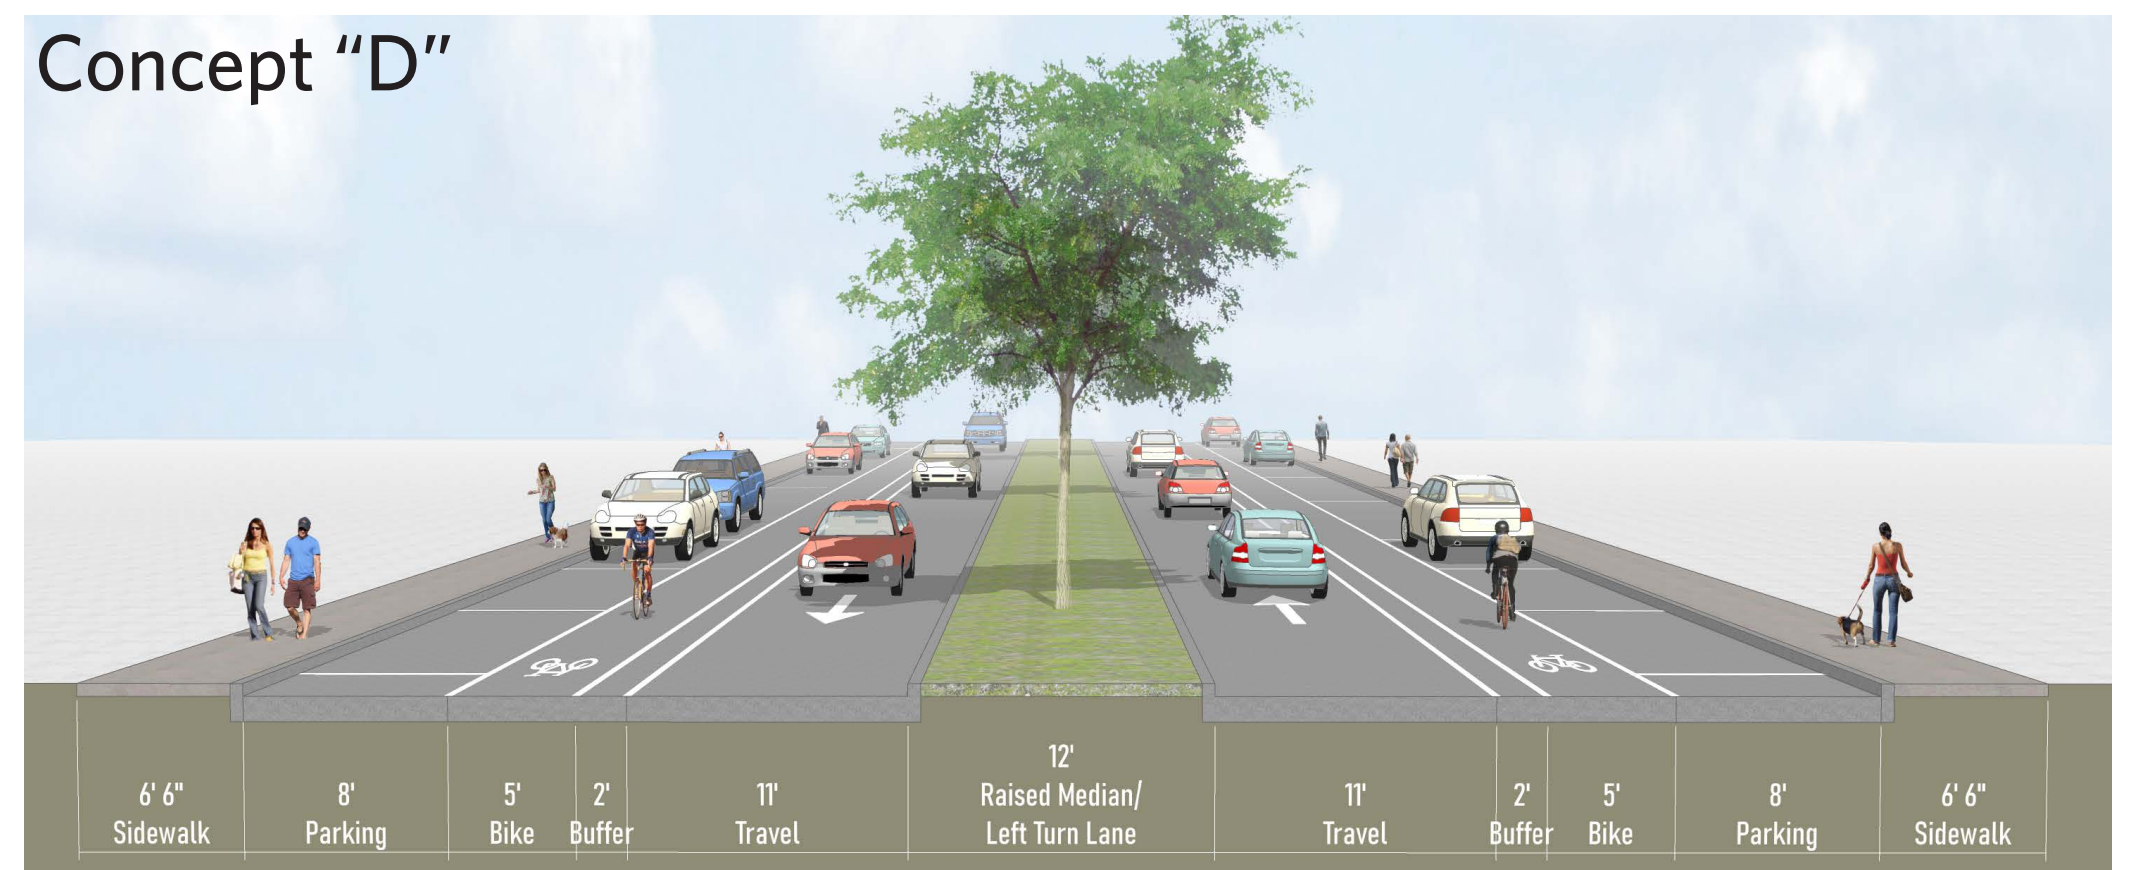 Concept “D”
6' 6"
Sidewalk
8'
Parking
5'
Bike
2'
Buffer
11'
Travel
12'
Raised Median/
Left Turn Lane
11'
Travel
2'
Buffer
5'
Bike
8'
Parking
6' 6"
Sidewalk